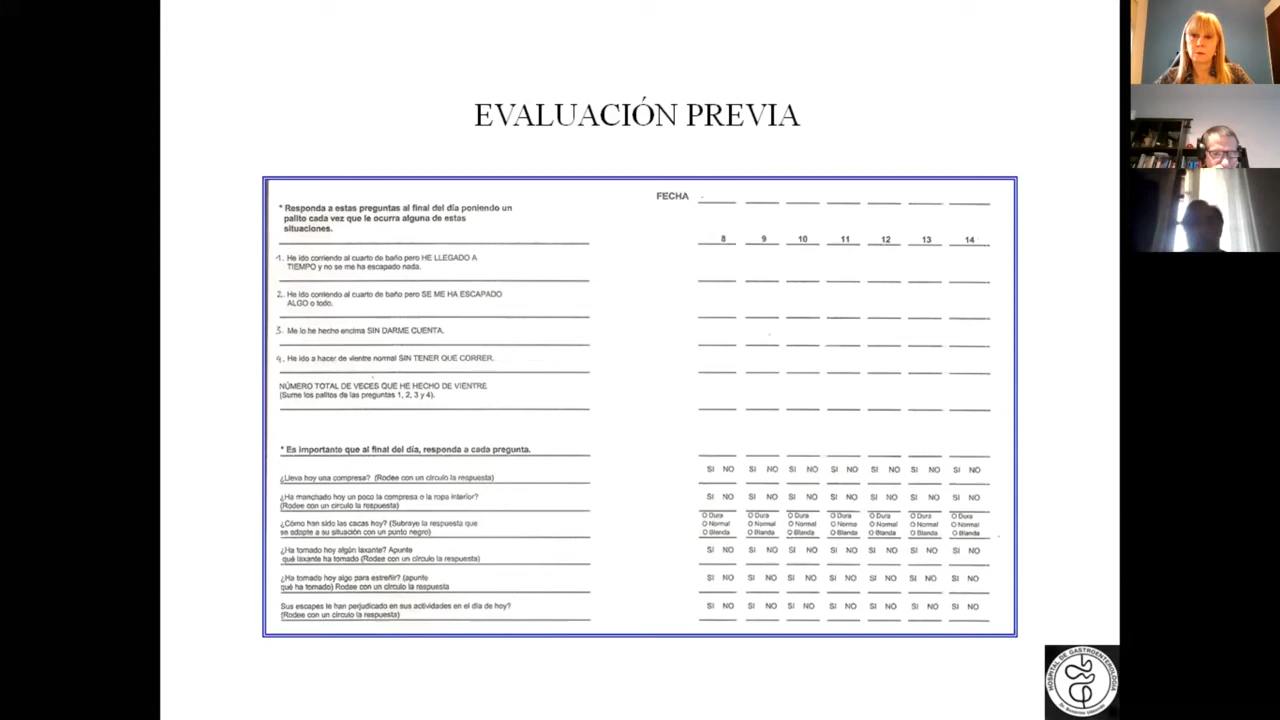 EVALUACIÓN PREVIA
FECHA
* Responda a estas preguntas al final del día poniendo un
palito cada vez que le ocurra alguna de estas
situaciones.
8 9 10 11 12 13 14
1. He ido corriendo al cuarto de baño pero HE LLEGADO A
TIEMPO y no se me ha escapado nada.
2. He ido corriendo al cuarto de baño pero SE ME HA ESCAPADO
ALGO o todo.
3. Me lo he hecho encima SIN DARME CUENTA.
4. He ido a hacer de vientre normal SIN TENER QUE CORRER.
NÚMERO TOTAL DE VECES QUE HE HECHO DE VIENTRE
(Sume los palitos de las preguntas 1, 2, 3 y 4).
* Es importante que al final del día, responda a cada pregunta.
¿Lleva hoy una compresa? (Rodee con un círculo la respuesta) SI NO SI NO SI NO SI NO SI NO SI NO SI NO
¿Ha manchado hoy un poco la compresa o la ropa interior? SI NO SI NO SI NO SI NO SI NO SI NO SI NO
(Rodee con un círculo la respuesta)
O Dura O Dura O Dura O Dura O Dura O Dura O Dura
¿Cómo han sido las cacas hoy? (Subraye la respuesta que O Normal O Normal O Normal O Norma O Normal O Normal O Normal
se adapte a su situación con un punto negro) O Blanda O Blanda O Blanda O Blanda O Blanda O Blanda O Blanda
¿Ha tomado hoy algún laxante? Apunte SI NO SI NO SI NO SI NO SI NO SI NO SI NO
qué laxante ha tomado (Rodee con un círculo la respuesta)
¿Ha tomado hoy algo para estreñir? (apunte SI NO SI NO SI NO SI NO SI NO SI NO SI NO
qué ha tomado) Rodee con un círculo la respuesta
Sus escapes le han perjudicado en sus actividades en el día de hoy? SI NO SI NO SI NO SI NO SI NO SI NO SI NO
(Rodee con un círculo la respuesta)
HOSPITAL DE GASTROENTEROLOGIA